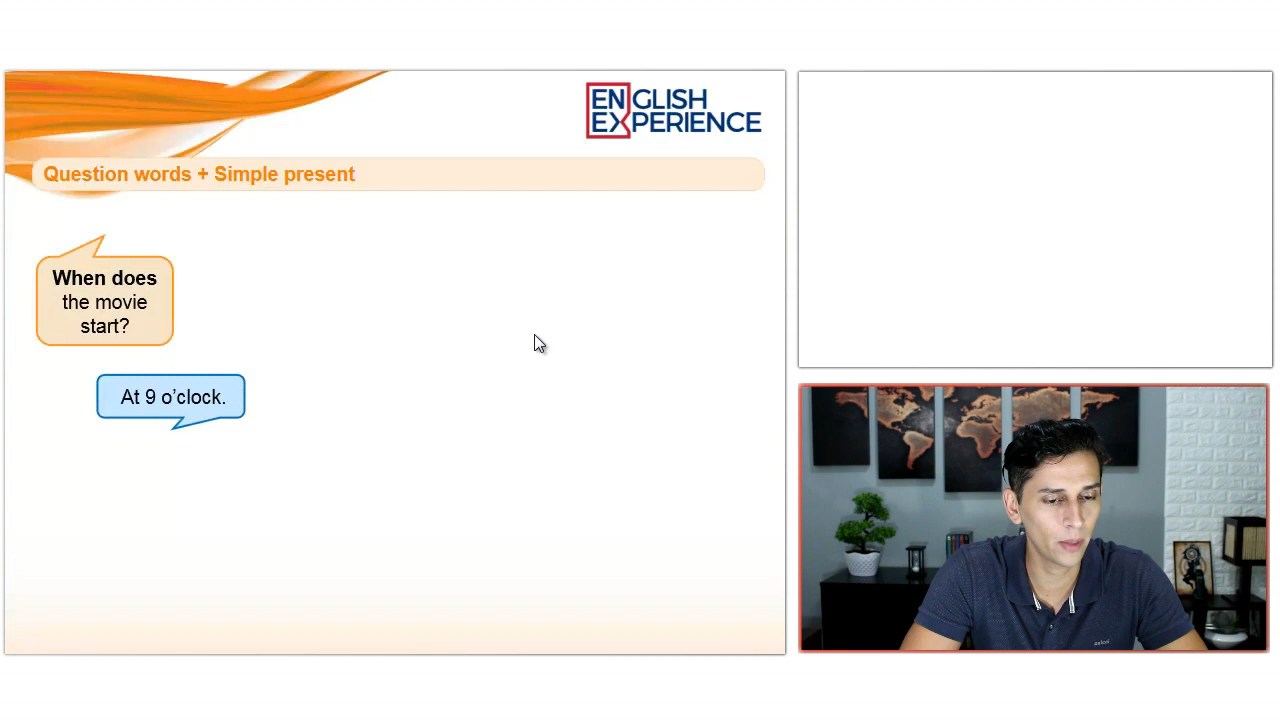 ENGLISH
EXPERIENCE
Question words + Simple present
When does
the movie
start?
At 9 o’clock.